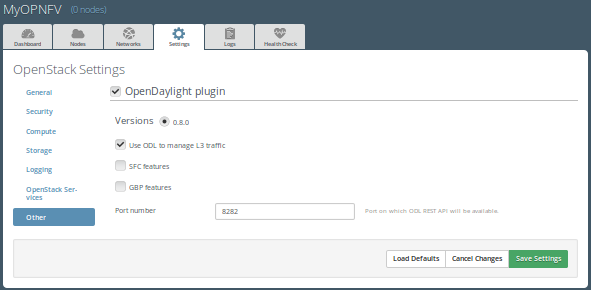 MyOPNFV (0 nodes)
Dashboard Nodes Networks Settings Logs Health Check
OpenStack Settings
General
Security
Compute
Storage
Logging
OpenStack Ser-
vices
Other
OpenDaylight plugin
Versions 0.8.0
Use ODL to manage L3 traffic
SFC features
GBP features
Port number 8282 Port on which ODL REST API will be available.
Load Defaults Cancel Changes Save Settings